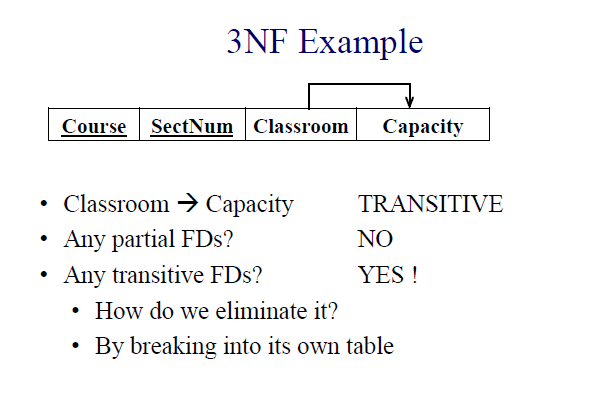 3NF Example
Course SectNum Classroom Capacity
• Classroom → Capacity TRANSITIVE
• Any partial FDs? NO
• Any transitive FDs? YES !
• How do we eliminate it?
• By breaking into its own table